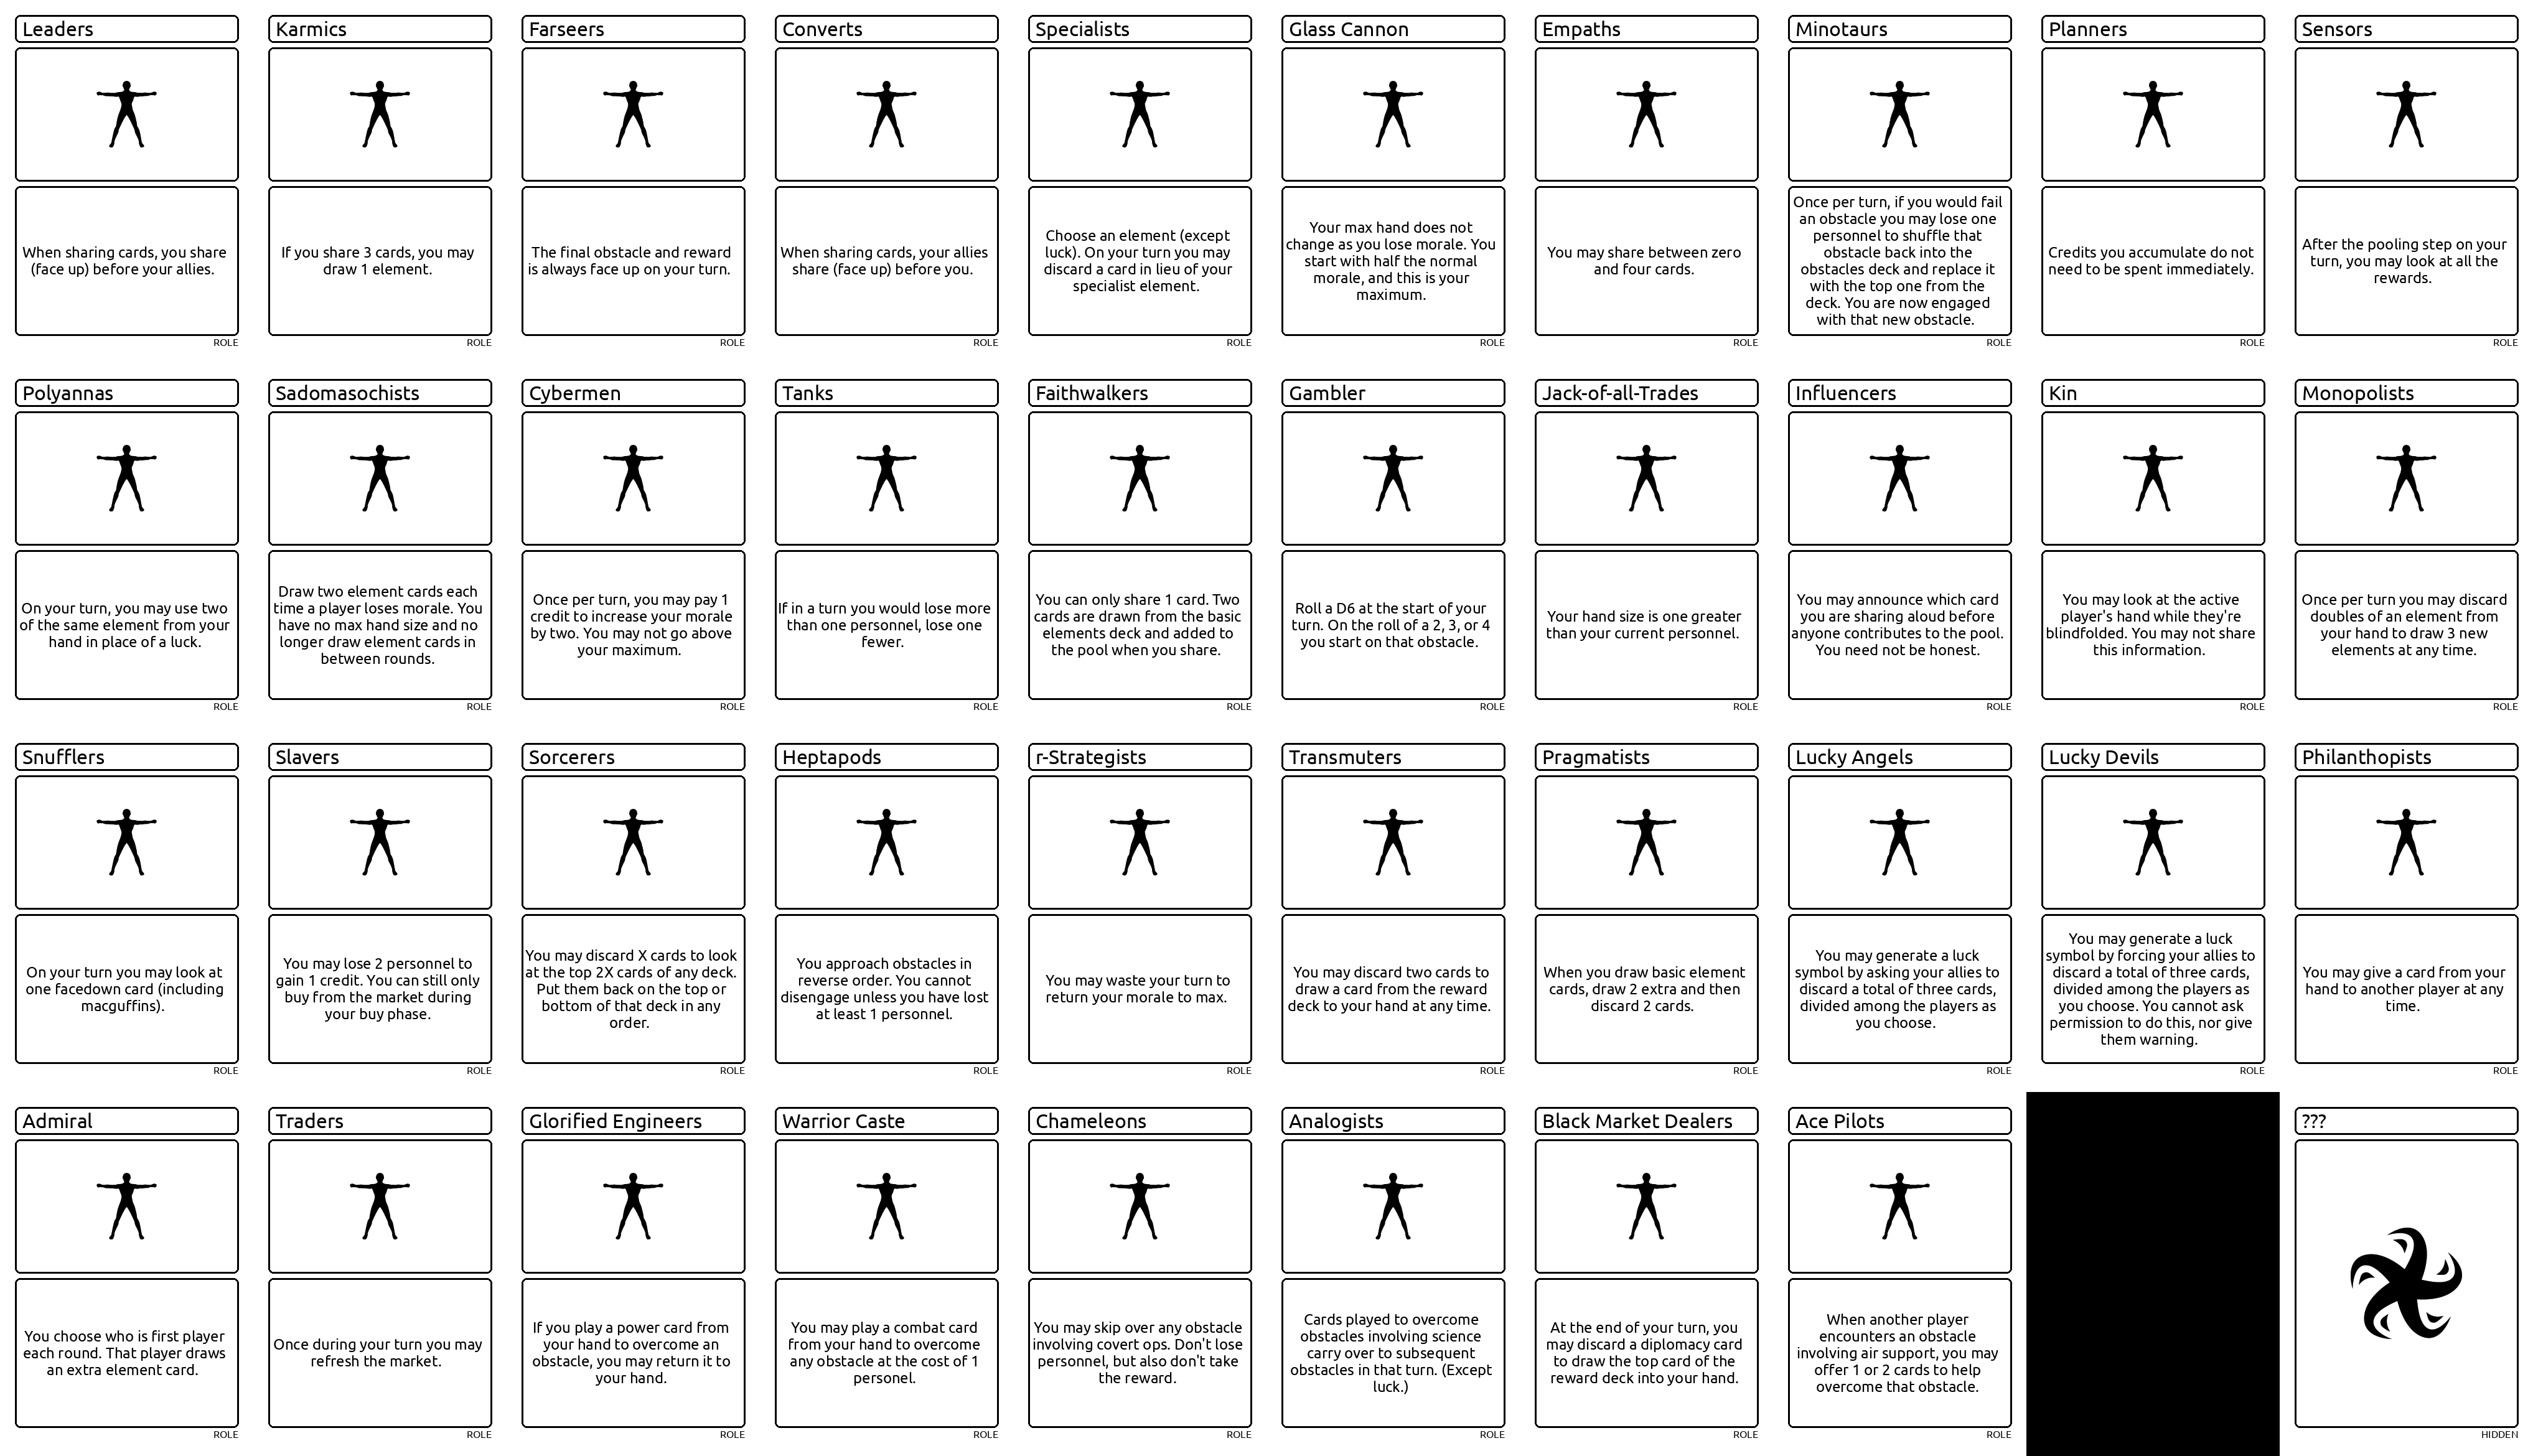 Leaders
When sharing cards, you share
(face up) before your allies.
ROLE
Karmics
If you share 3 cards, you may
draw 1 element.
ROLE
Farseers
The final obstacle and reward
is always face up on your turn.
ROLE
Converts
When sharing cards, your allies
share (face up) before you.
ROLE
Specialists
Choose an element (except
luck). On your turn you may
discard a card in lieu of your
specialist element.
ROLE
Glass Cannon
Your max hand does not
change as you lose morale. You
start with half the normal
morale, and this is your
maximum.
ROLE
Empaths
You may share between zero
and four cards.
ROLE
Minotaurs
Once per turn, if you would fail
an obstacle you may lose one
personnel to shuffle that
obstacle back into the
obstacles deck and replace it
with the top one from the
deck. You are now engaged
with that new obstacle.
ROLE
Planners
Credits you accumulate do not
need to be spent immediately.
ROLE
Sensors
After the pooling step on your
turn, you may look at all the
rewards.
ROLE
Polyannas
On your turn, you may use two
of the same element from your
hand in place of a luck.
ROLE
Sadomasochists
Draw two element cards each
time a player loses morale. You
have no max hand size and no
longer draw element cards in
between rounds.
ROLE
Cybermen
Once per turn, you may pay 1
credit to increase your morale
by two. You may not go above
your maximum.
ROLE
Tanks
If in a turn you would lose more
than one personnel, lose one
fewer.
ROLE
Faithwalkers
You can only share 1 card. Two
cards are drawn from the basic
elements deck and added to
the pool when you share.
ROLE
Gambler
Roll a D6 at the start of your
turn. On the roll of a 2, 3, or 4
you start on that obstacle.
ROLE
Jack-of-all-Trades
Your hand size is one greater
than your current personnel.
ROLE
Influencers
You may announce which card
you are sharing aloud before
anyone contributes to the pool.
You need not be honest.
ROLE
Kin
You may look at the active
player's hand while they're
blindfolded. You may not share
this information.
ROLE
Monopolists
Once per turn you may discard
doubles of an element from
your hand to draw 3 new
elements at any time.
ROLE
Snufflers
On your turn you may look at
one facedown card (including
macguffins).
ROLE
Slavers
You may lose 2 personnel to
gain 1 credit. You can still only
buy from the market during
your buy phase.
ROLE
Sorcerers
You may discard X cards to look
at the top 2X cards of any deck.
Put them back on the top or
bottom of that deck in any
order.
ROLE
Heptapods
You approach obstacles in
reverse order. You cannot
disengage unless you have lost
at least 1 personnel.
ROLE
r-Strategists
You may waste your turn to
return your morale to max.
ROLE
Transmuters
You may discard two cards to
draw a card from the reward
deck to your hand at any time.
ROLE
Pragmatists
When you draw basic element
cards, draw 2 extra and then
discard 2 cards.
ROLE
Lucky Angels
You may generate a luck
symbol by asking your allies to
discard a total of three cards,
divided among the players as
you choose.
ROLE
Lucky Devils
You may generate a luck
symbol by forcing your allies to
discard a total of three cards,
divided among the players as
you choose. You cannot ask
permission to do this, nor give
them warning.
ROLE
Philanthopists
You may give a card from your
hand to another player at any
time.
ROLE
Admiral
You choose who is first player
each round. That player draws
an extra element card.
ROLE
Traders
Once during your turn you may
refresh the market.
ROLE
Glorified Engineers
If you play a power card from
your hand to overcome an
obstacle, you may return it to
your hand.
ROLE
Warrior Caste
You may play a combat card
from your hand to overcome
any obstacle at the cost of 1
personel.
ROLE
Chameleons
You may skip over any obstacle
involving covert ops. Don't lose
personnel, but also don't take
the reward.
ROLE
Analogists
Cards played to overcome
obstacles involving science
carry over to subsequent
obstacles in that turn. (Except
luck.)
ROLE
Black Market Dealers
At the end of your turn, you
may discard a diplomacy card
to draw the top card of the
reward deck into your hand.
ROLE
Ace Pilots
When another player
encounters an obstacle
involving air support, you may
offer 1 or 2 cards to help
overcome that obstacle.
ROLE
???
HIDDEN